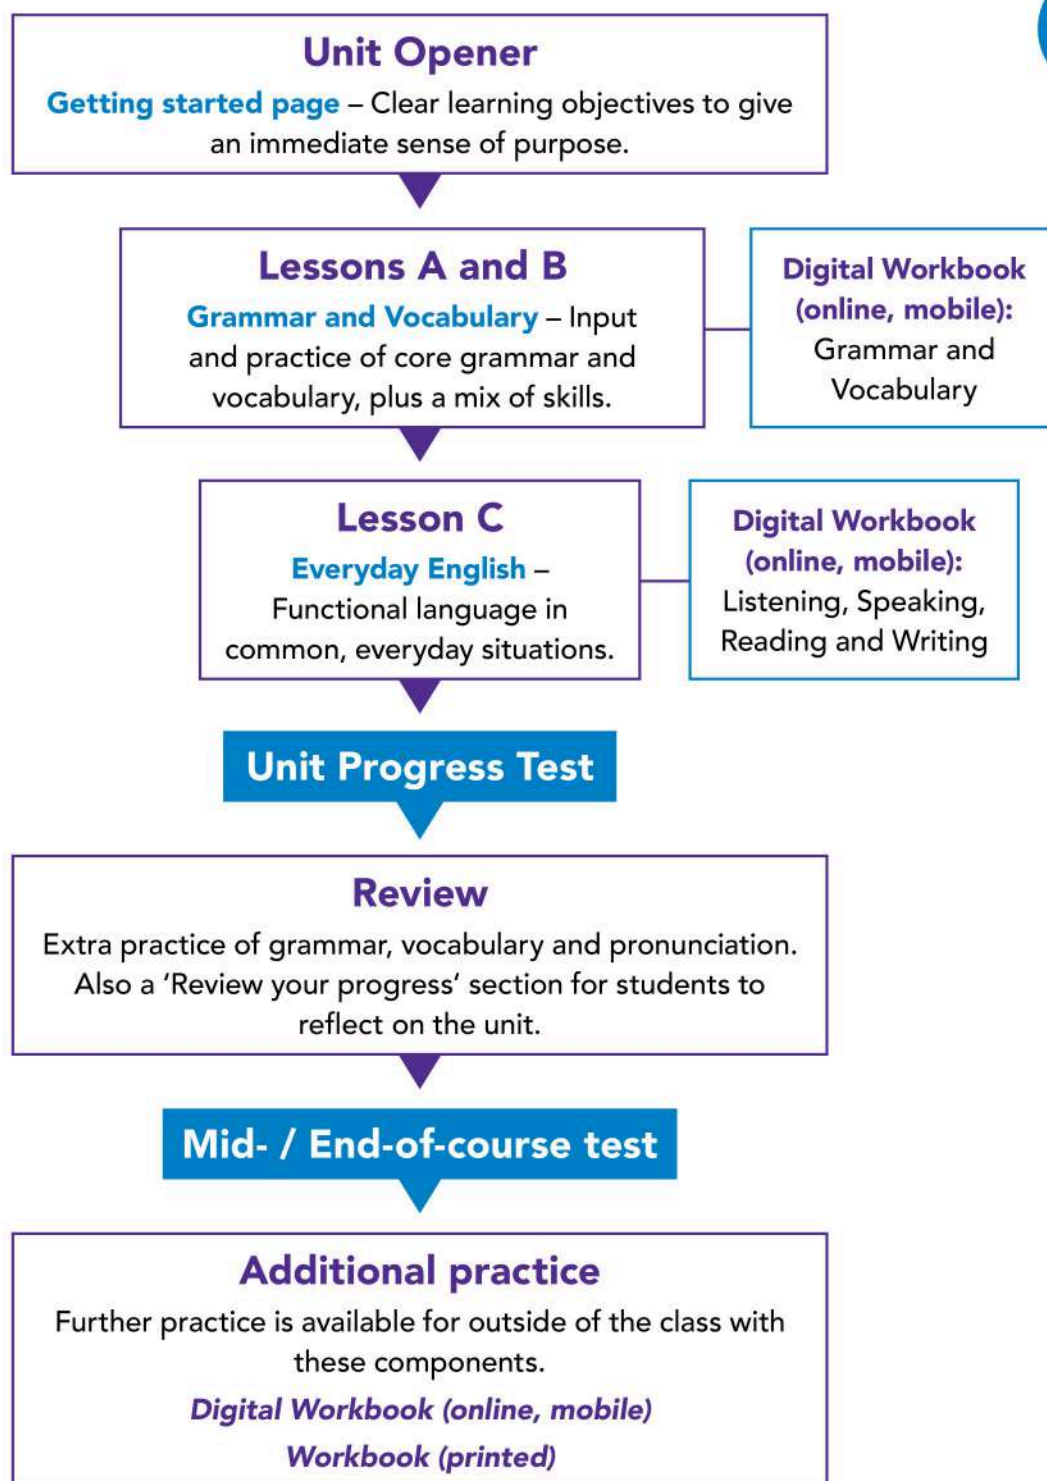 Unit Opener
Getting started page – Clear learning objectives to give
an immediate sense of purpose.
Lessons A and B
Grammar and Vocabulary – Input
and practice of core grammar and
vocabulary, plus a mix of skills.
Digital Workbook
(online, mobile):
Grammar and
Vocabulary
Lesson C
Everyday English –
Functional language in
common, everyday situations.
Digital Workbook
(online, mobile):
Listening, Speaking,
Reading and Writing
Unit Progress Test
Review
Extra practice of grammar, vocabulary and pronunciation.
Also a ‘Review your progress‘ section for students to
reflect on the unit.
Mid- / End-of-course test
Additional practice
Further practice is available for outside of the class with
these components.
Digital Workbook (online, mobile)
Workbook (printed)